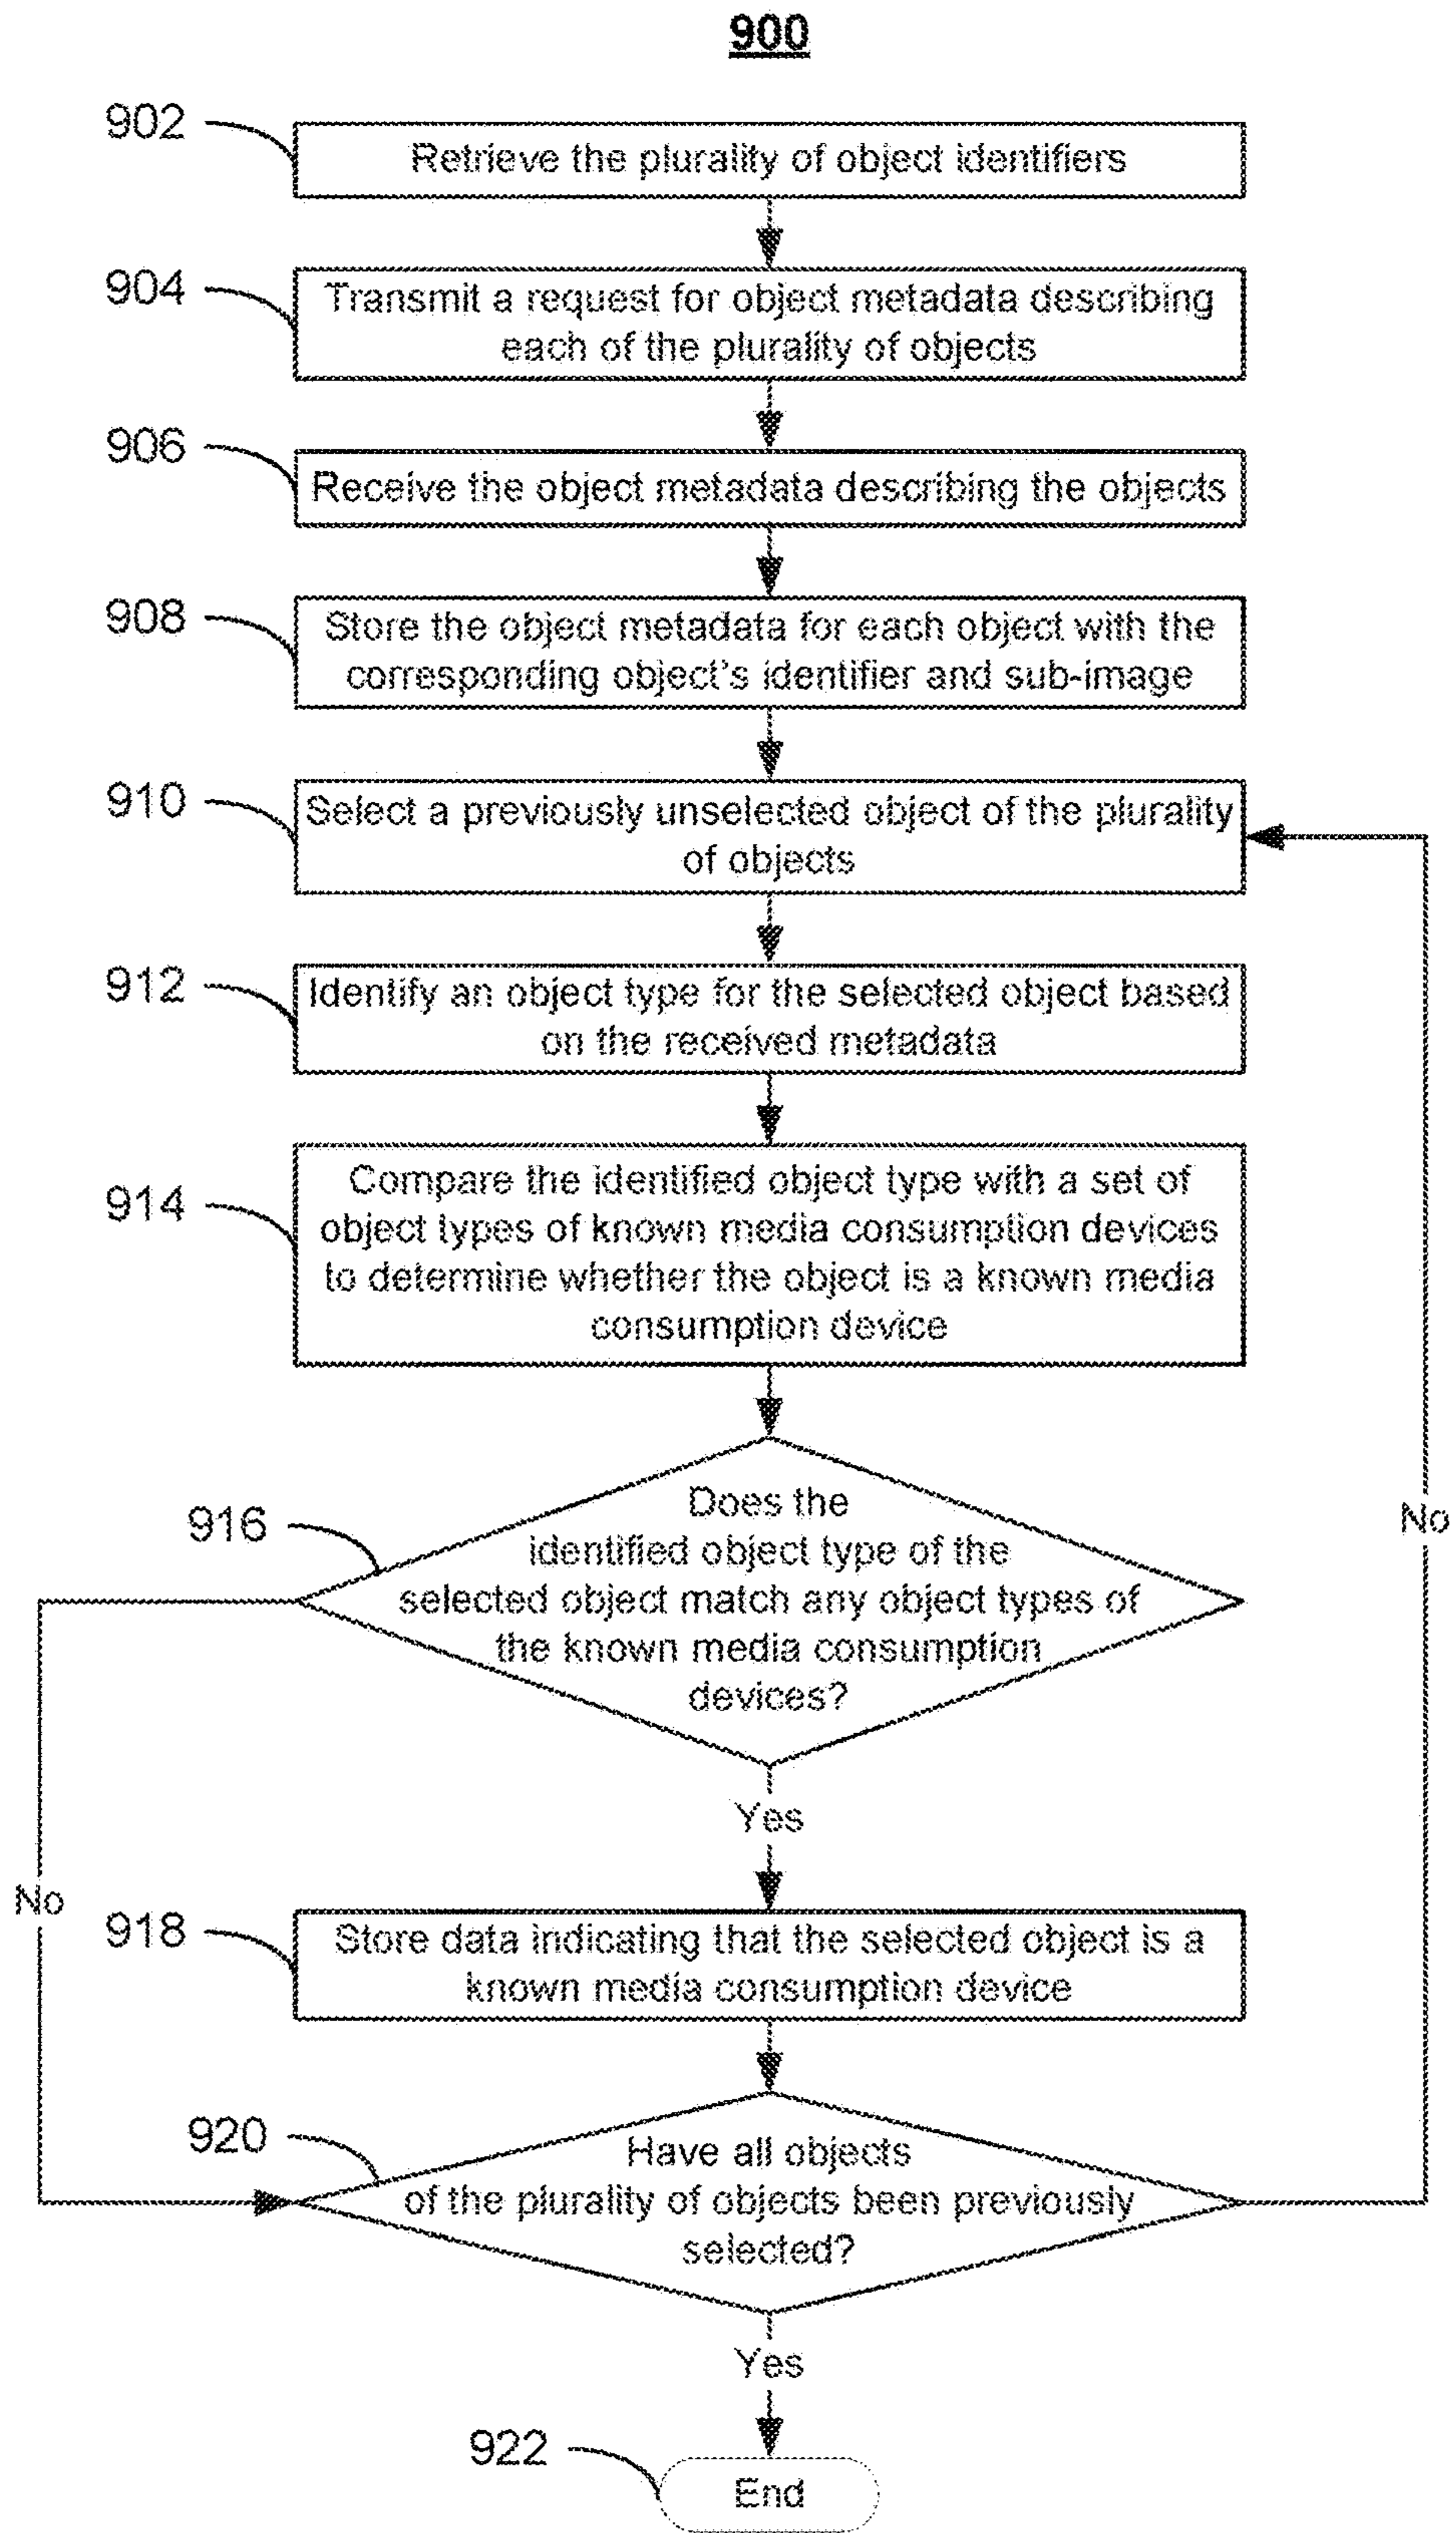 900
902
Retrieve the plurality of object identifiers
904
Transmit a request for object metadata describing
each of the plurality of objects
906
Receive the object metadata describing the objects
908
Store the object metadata for each object with the
corresponding object's identifier and sub-image
910
Select a previously unselected object of the plurality
of objects
912
Identify an object type for the selected object based
on the received metadata
914
Compare the identified object type with a set of
object types of known media consumption devices
to determine whether the object is a known media
consumption device
916
Does the
identified object type of the
selected object match any object types of
the known media consumption
devices?
No
Yes
No
918
Store data indicating that the selected object is a
known media consumption device
920
Have all objects
of the plurality of objects been previously
selected?
Yes
922
End